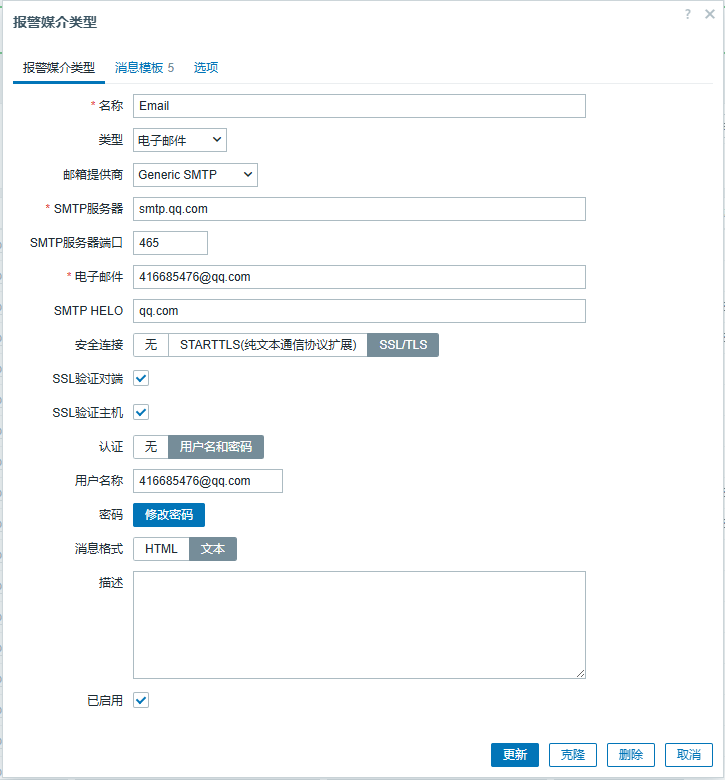 报警媒介类型 ?
报警媒介类型 消息模板 5 选项
* 名称 Email
类型 电子邮件
邮箱提供商 Generic SMTP
* SMTP服务器 smtp.qq.com
SMTP服务器端口 465
* 电子邮件 416685476@qq.com
SMTP HELO qq.com
安全连接 无 STARTTLS(纯文本通信协议扩展) SSL/TLS
SSL验证对端
SSL验证主机
认证 无 用户名和密码
用户名称 416685476@qq.com
密码 修改密码
消息格式 HTML 文本
描述
已启用
更新 克隆 删除 取消